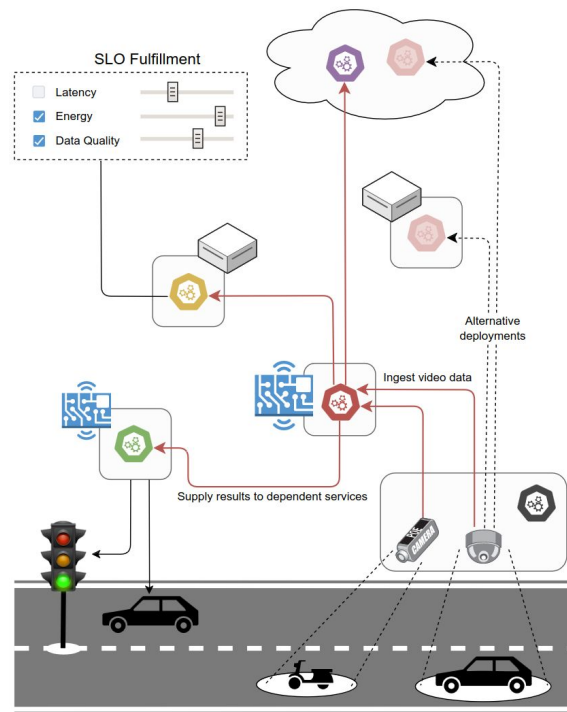 SLO Fulfillment
Latency
Energy
Data Quality
Alternative
deployments
Ingest video data
Supply results to dependent services
CAMERA